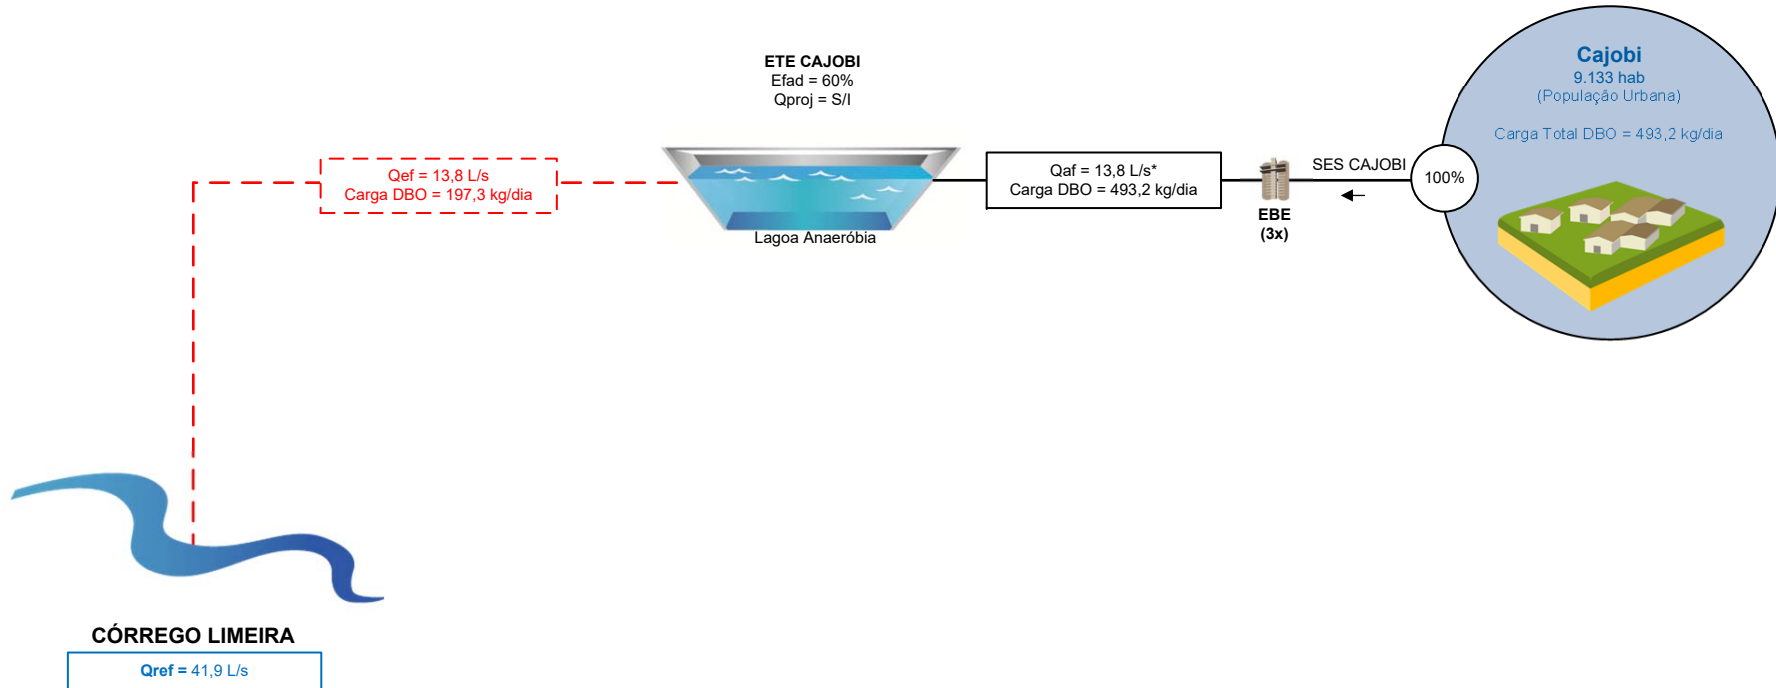 ETE CAJOBI
Efad = 60%
Qproj = S/I
Cajobi
9.133 hab
(População Urbana)
Carga Total DBO = 493,2 kg/dia
Qef = 13,8 L/s
Carga DBO = 197,3 kg/dia
Qaf = 13,8 L/s*
Carga DBO = 493,2 kg/dia
SES CAJOBI
100%
EBE
(3x)
Lagoa Anaeróbia
CÓRREGO LIMEIRA
Qref = 41,9 L/s